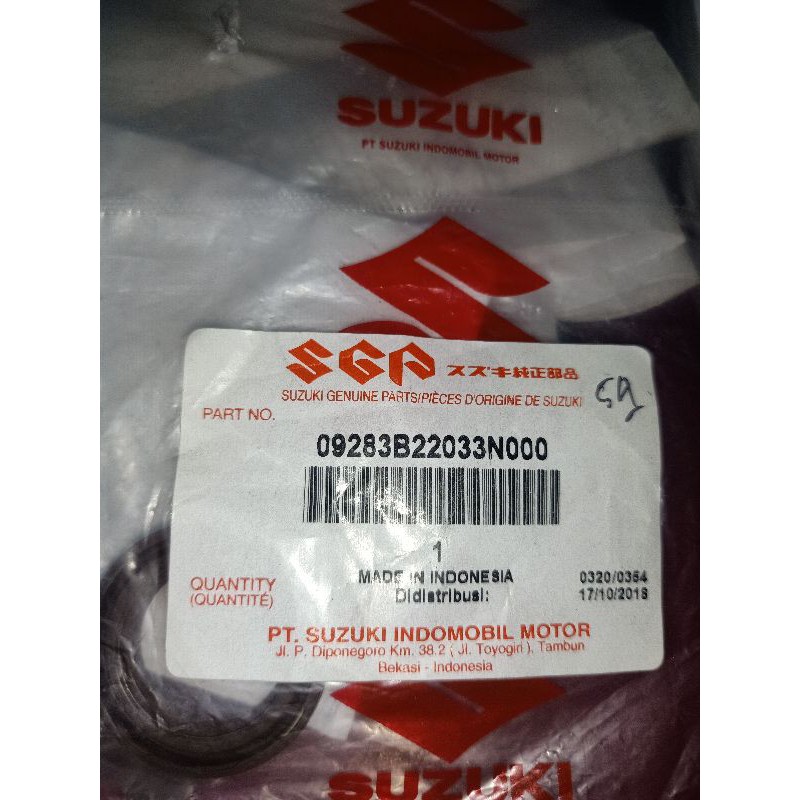 SUZUKI
PT SUZUKI INDOMOBIL MOTOR
SGP スズキ純正部品
SUZUKI GENUINE PARTS/PIÈCES D'ORIGINE DE SUZUKI
PART NO.
09283B22033N000
1
QUANTITY
(QUANTITÉ)
MADE IN INDONESIA
Didistribusi:
0320/0354
17/10/2018
PT. SUZUKI INDOMOBIL MOTOR
Jl. P. Diponegoro Km. 38.2 ( Jl. Toyogiri ), Tambun
Bekasi - Indonesia
SUZUKI